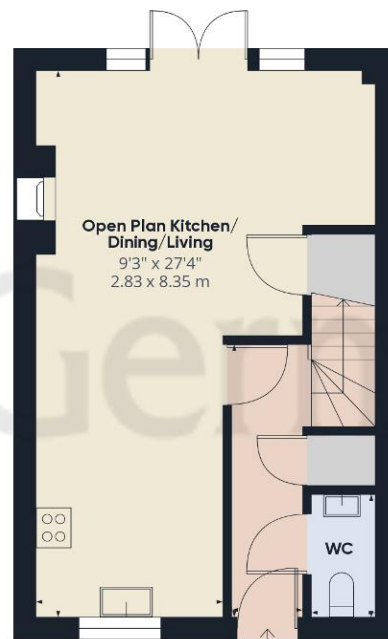 Open Plan Kitchen/
Dining/Living
9'3" x 27'4"
2.83 x 8.35 m
WC